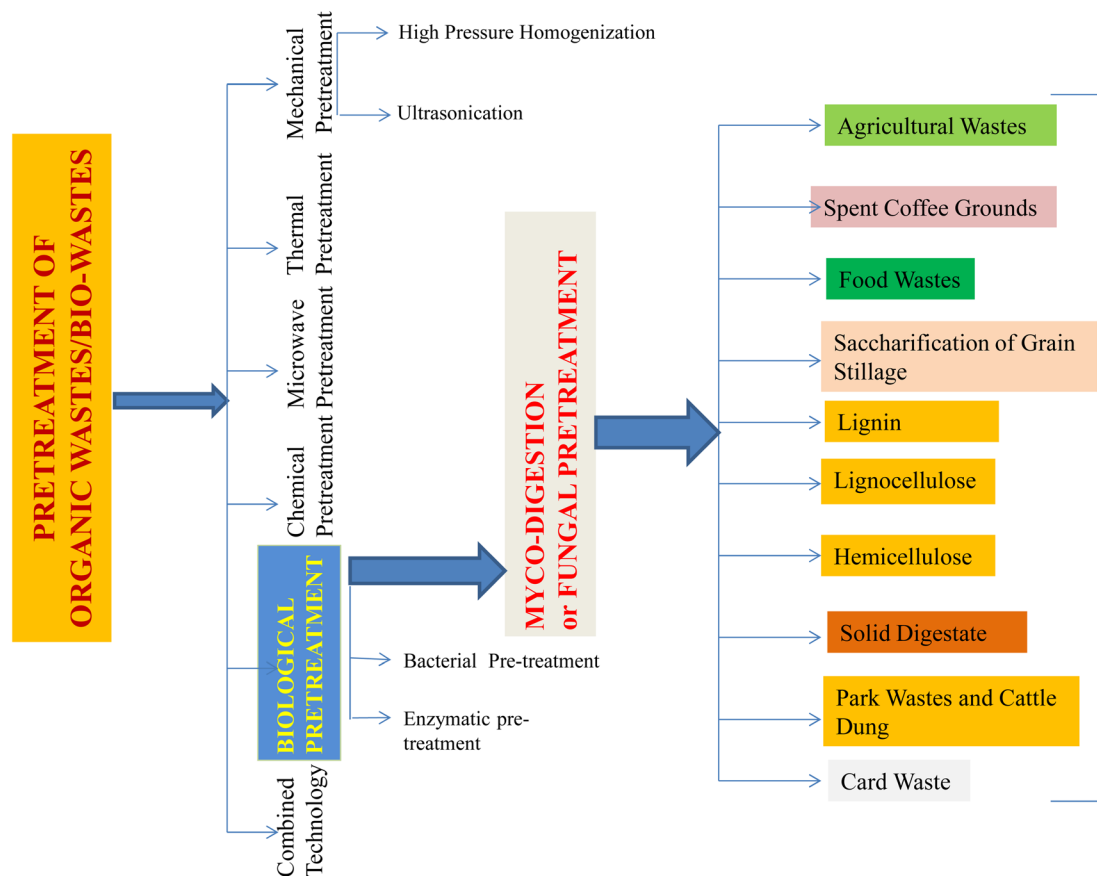 PRETREATMENT OF
ORGANIC WASTES/BIO-WASTES
Mechanical
Pretreatment
High Pressure Homogenization
Ultrasonication
Thermal
Pretreatment
Microwave
Pretreatment
Chemical
Pretreatment
BIOLOGICAL
PRETREATMENT
Bacterial Pre-treatment
Enzymatic pre-
treatment
Combined
Technology
MYCO-DIGESTION
or FUNGAL PRETREATMENT
Agricultural Wastes
Spent Coffee Grounds
Food Wastes
Saccharification of Grain
Stillage
Lignin
Lignocellulose
Hemicellulose
Solid Digestate
Park Wastes and Cattle
Dung
Card Waste